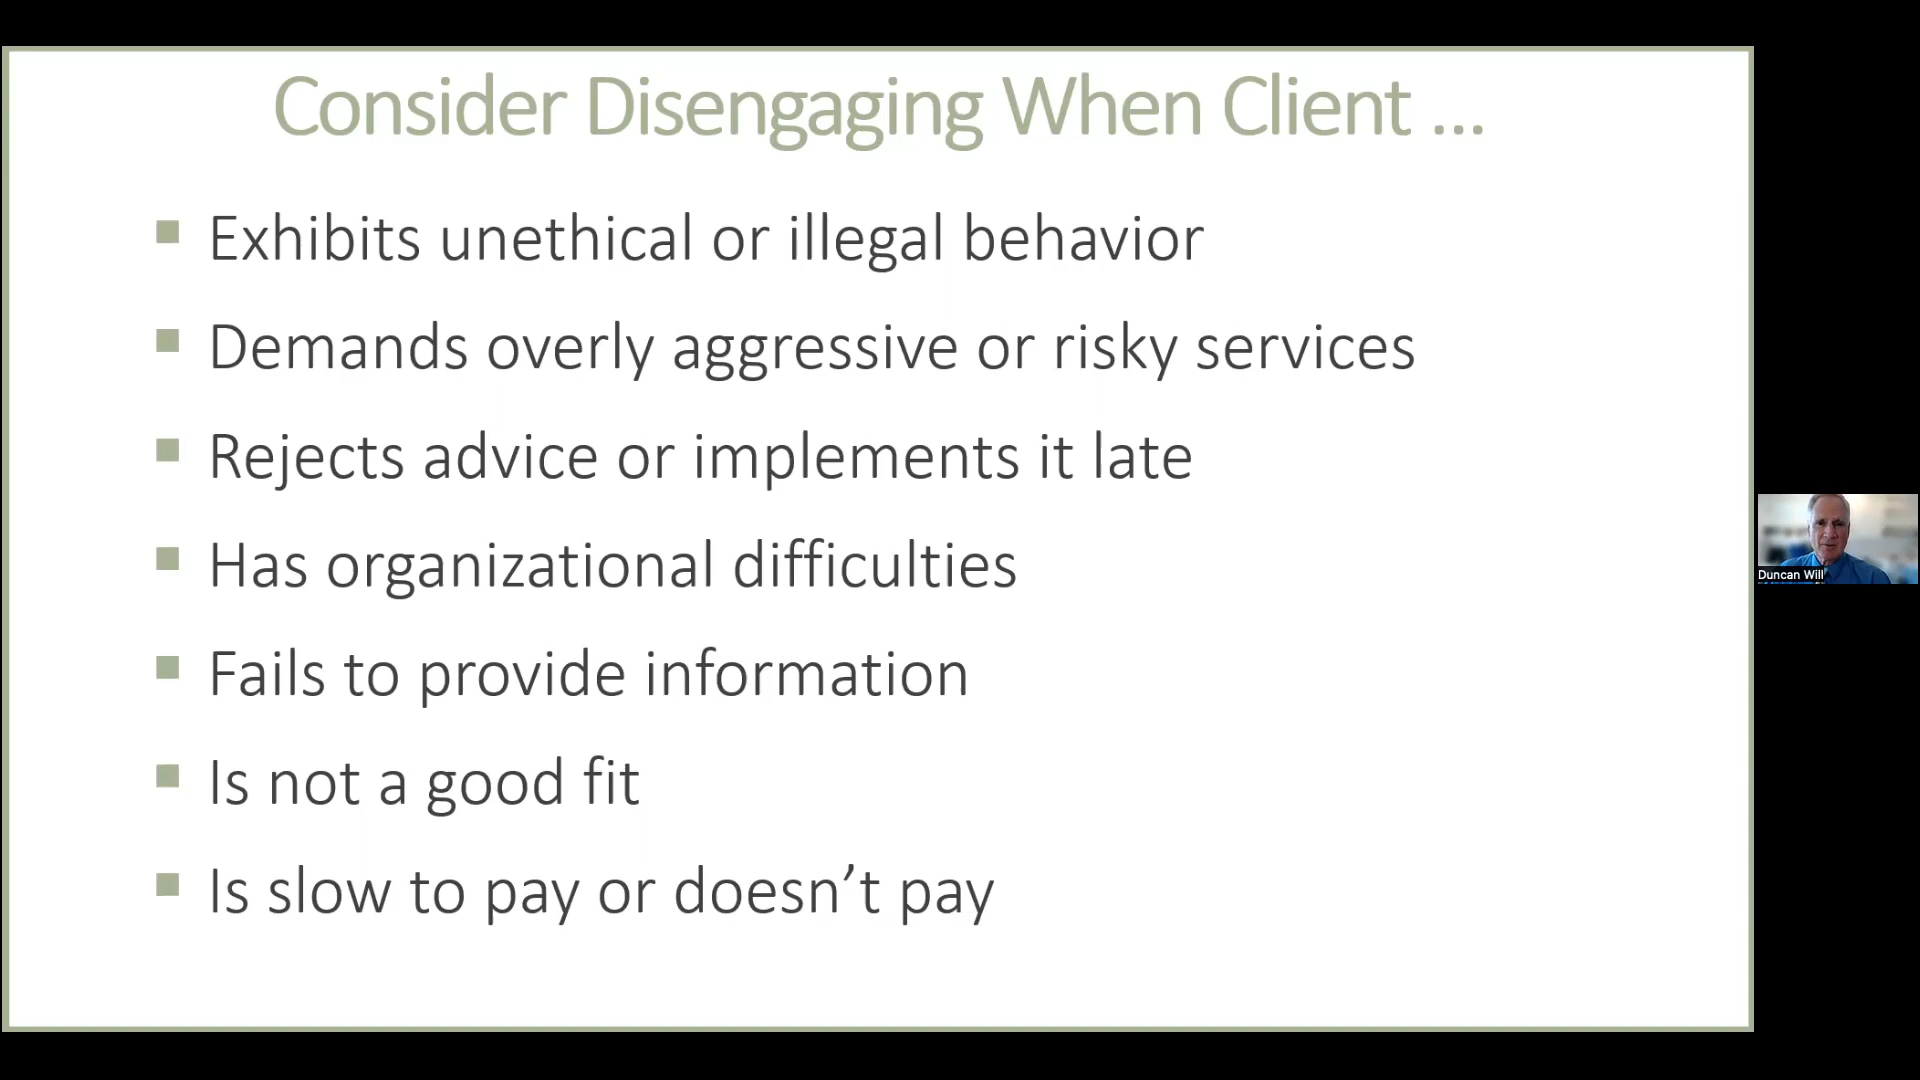 Consider Disengaging When Client ...
Exhibits unethical or illegal behavior
Demands overly aggressive or risky services
Rejects advice or implements it late
Has organizational difficulties
Fails to provide information
Is not a good fit
Is slow to pay or doesn’t pay
Duncan Will